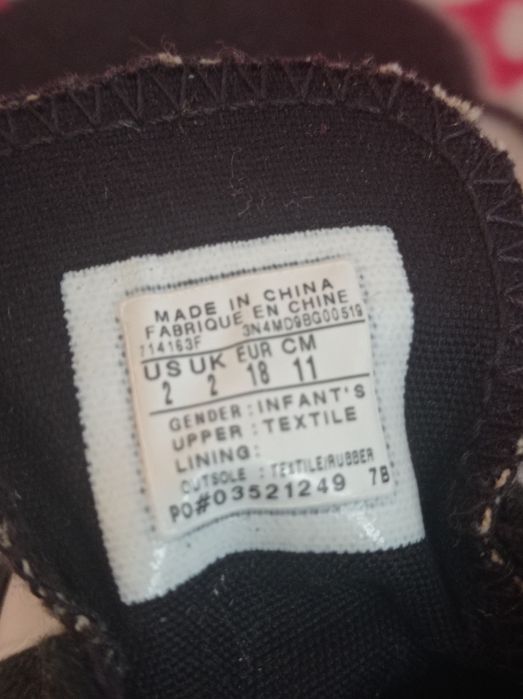 MADE IN CHINA
FABRIQUE EN CHINE
714163F 3N4MD9BG00519
US UK EUR CM
2 2 18 11
GENDER : INFANT'S
UPPER : TEXTILE
LINING:
OUTSOLE : TEXTILE/RUBBER
PO#03521249 7B